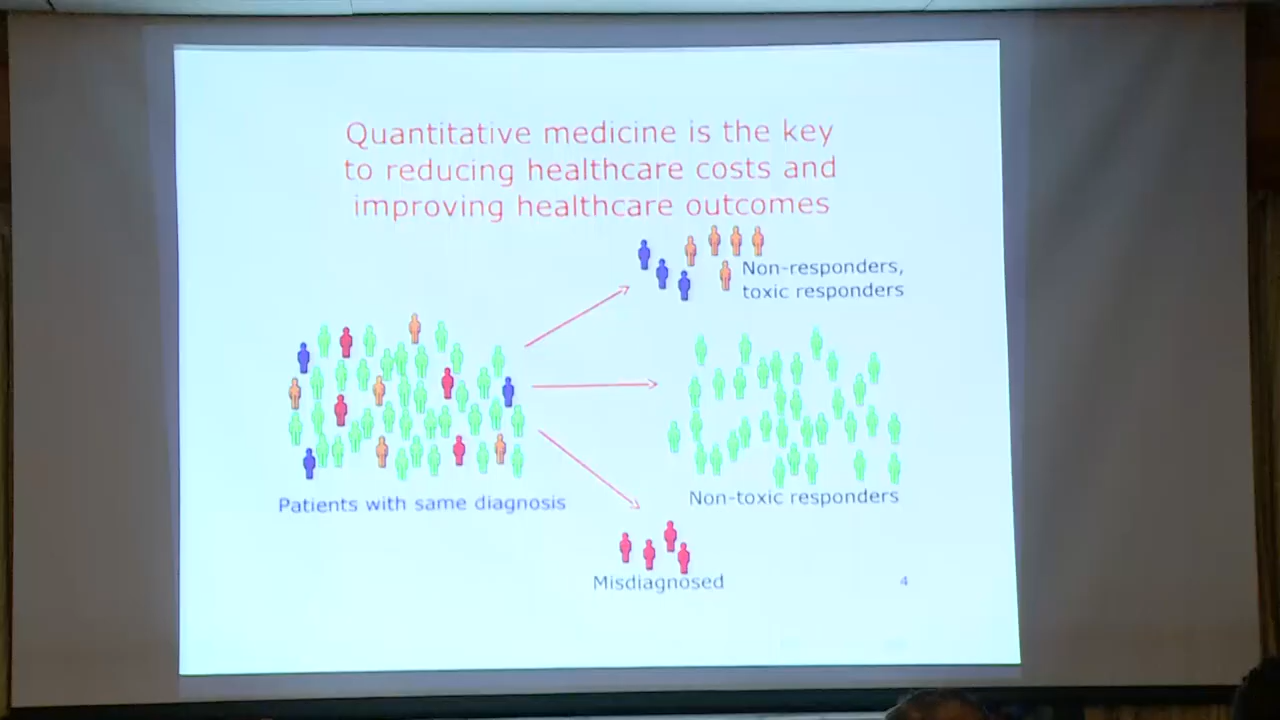 Quantitative medicine is the key
to reducing healthcare costs and
improving healthcare outcomes
Non-responders,
toxic responders
Patients with same diagnosis
Non-toxic responders
Misdiagnosed
4